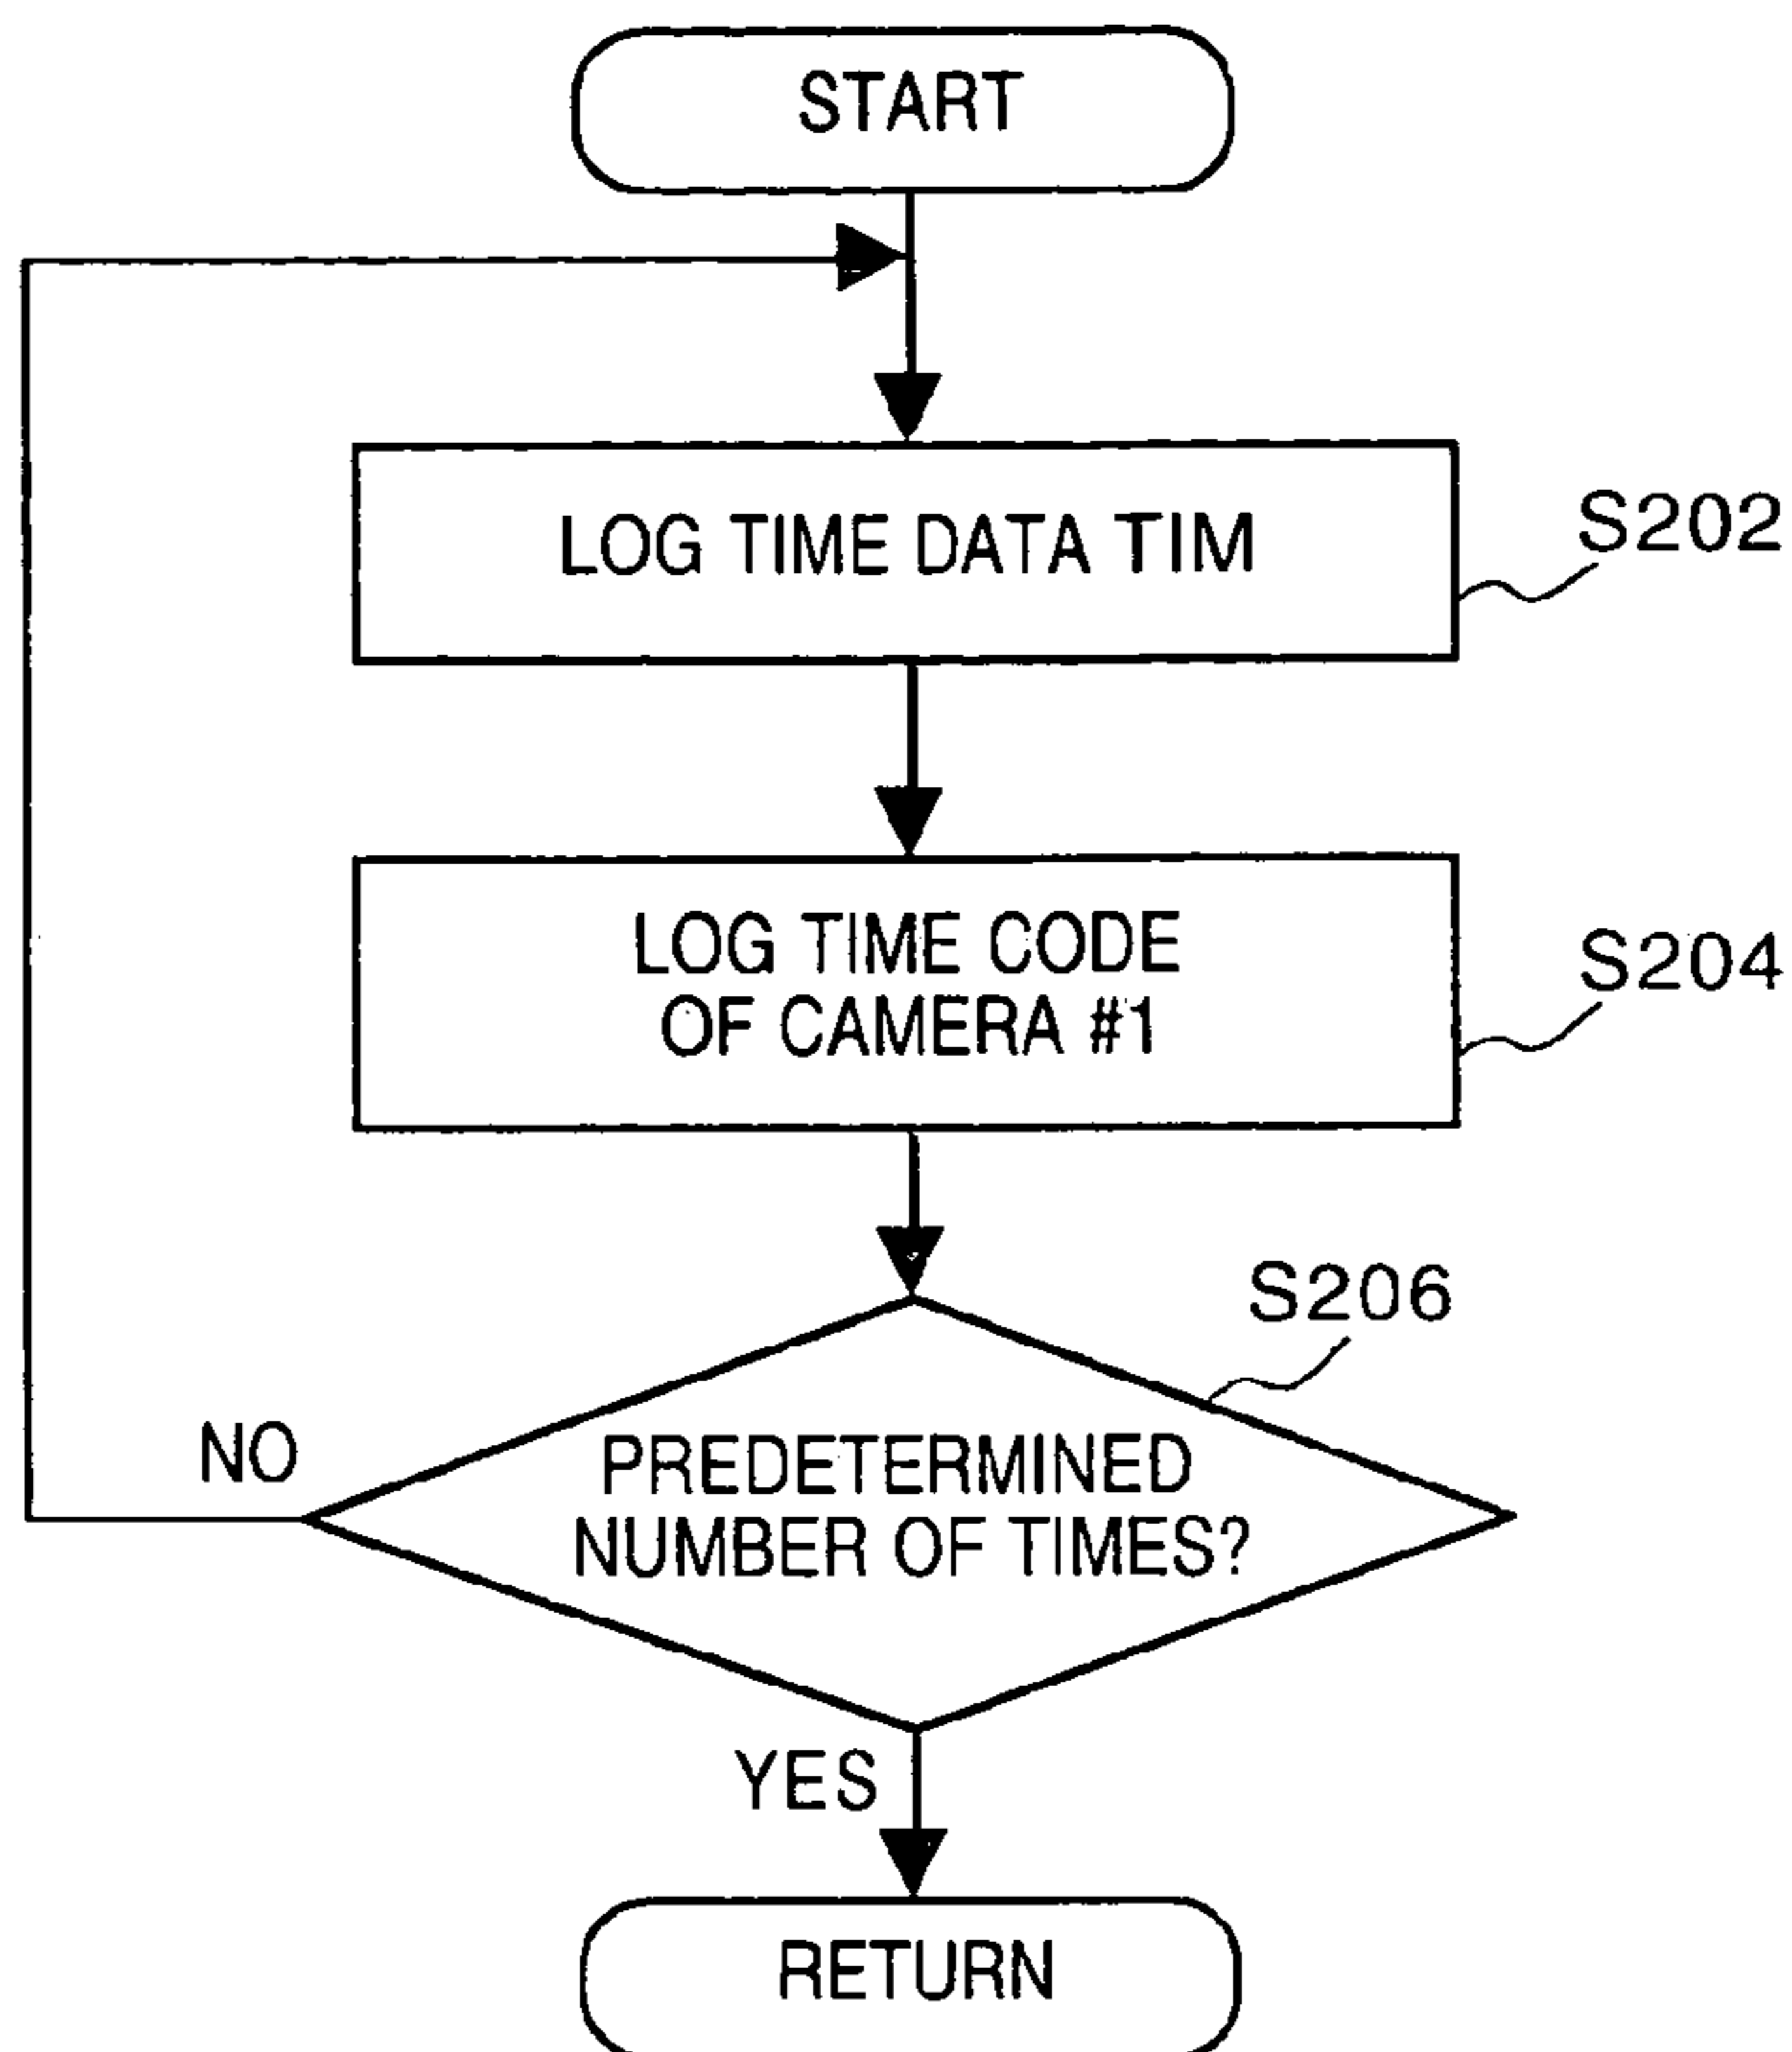 START
LOG TIME DATA TIM
S202
LOG TIME CODE
OF CAMERA #1
S204
S206
NO
PREDETERMINED
NUMBER OF TIMES?
YES
RETURN